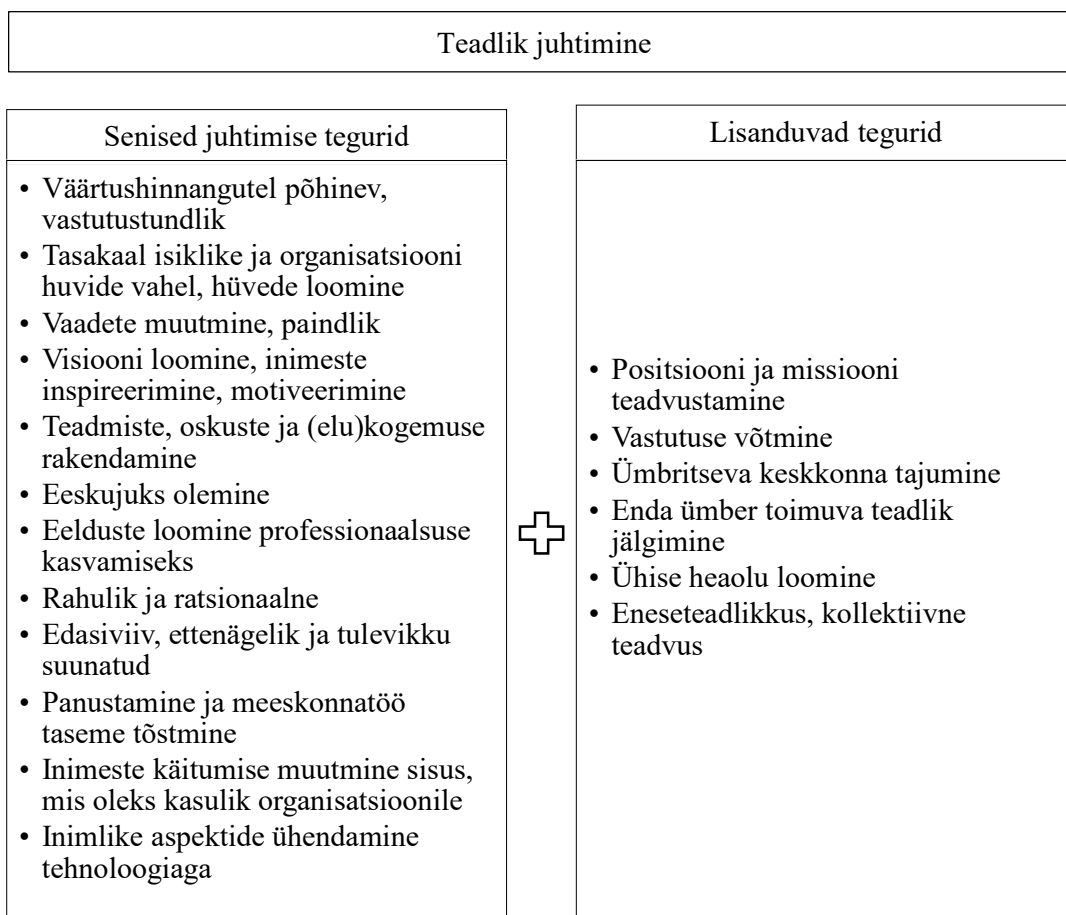 Teadlik juhtimine
Senised juhtimise tegurid
• Väärtushinnangutel põhinev,
vastutustundlik
• Tasakaal isiklike ja organisatsiooni
huvide vahel, hüvede loomine
• Vaadete muutmine, paindlik
• Visiooni loomine, inimeste
inspireerimine, motiveerimine
• Teadmiste, oskuste ja (elu)kogemuse
rakendamine
• Eeskujuks olemine
• Eelduste loomine professionaalsuse
kasvamiseks
• Rahulik ja ratsionaalne
• Edasiviiv, ettenägelik ja tulevikku
suunatud
• Panustamine ja meeskonnatöö
taseme tõstmine
• Inimeste käitumise muutmine sisus,
mis oleks kasulik organisatsioonile
• Inimlike aspektide ühendamine
tehnoloogiaga
Lisanduvad tegurid
• Positsiooni ja missiooni
teadvustamine
• Vastutuse võtmine
• Ümbritseva keskkonna tajumine
• Enda ümber toimuva teadlik
jälgimine
• Ühise heaolu loomine
• Eneseteadlikkus, kollektiivne
teadvus